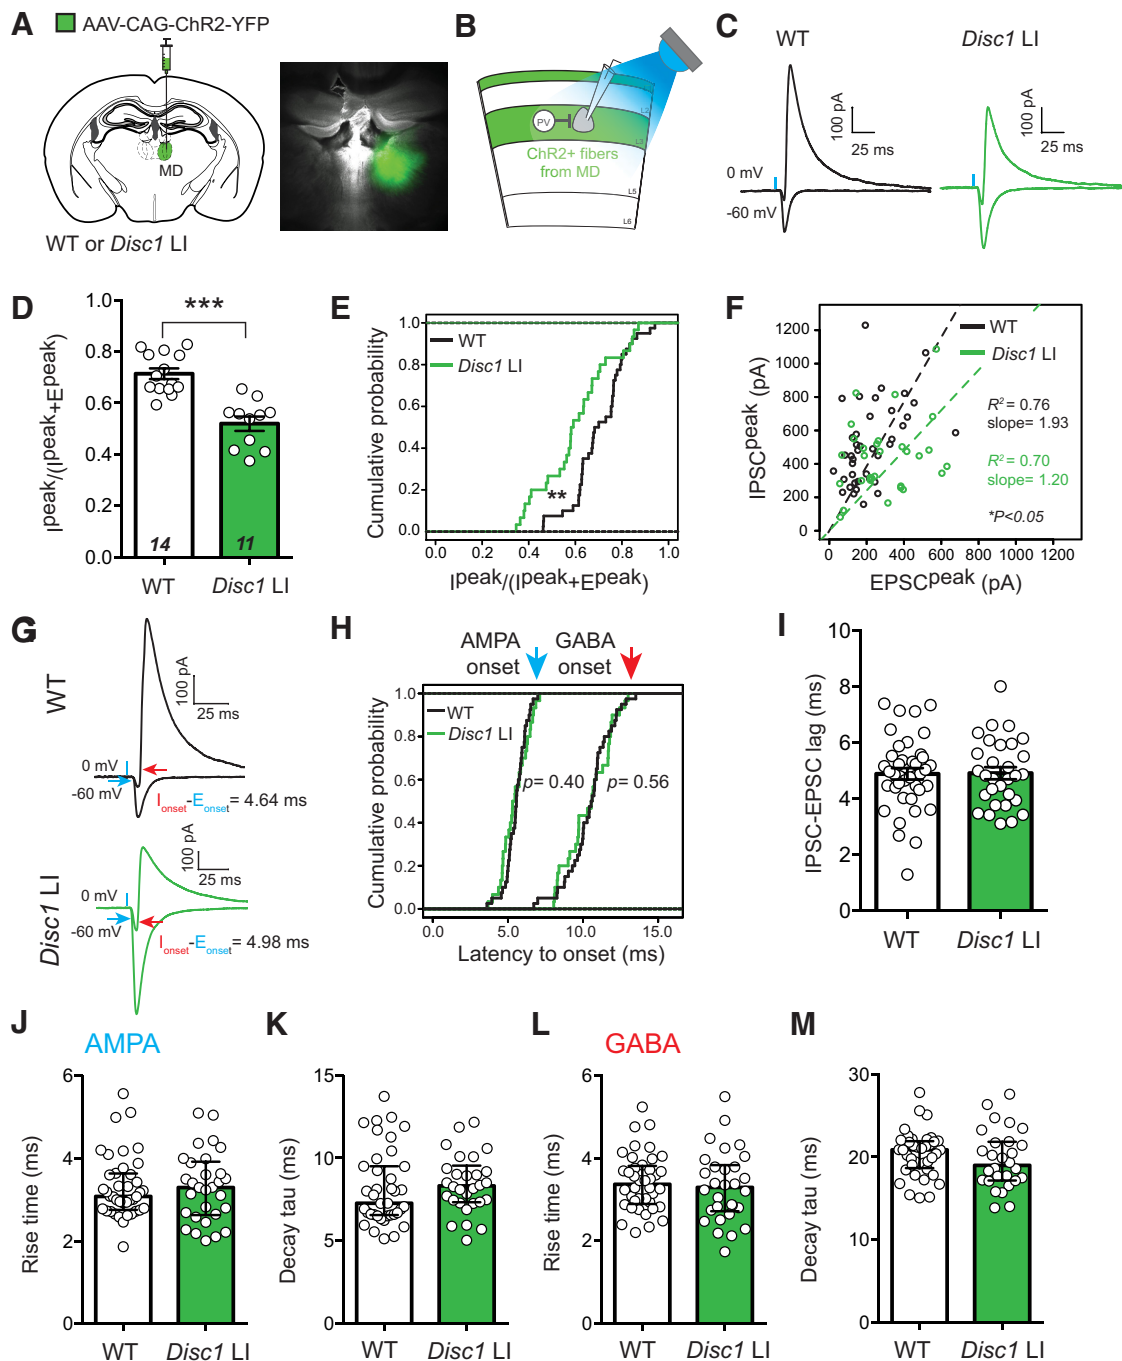 A
AAV-CAG-ChR2-YFP
MD
WT or Disc1 LI
B
PV
ChR2+ fibers
from MD
L3
L5
L6
C
WT
Disc1 LI
100 pA
25 ms
100 pA
25 ms
0 mV
-60 mV
D
***
Ipeak/(Ipeak+Epeak)
1.0
0.8
0.6
0.4
0.2
0.0
14
11
WT
Disc1 LI
E
Cumulative probability
1.0
0.8
0.6
0.4
0.2
0.0
WT
Disc1 LI
**
0.0
0.2
0.4
0.6
0.8
1.0
Ipeak/(Ipeak+Epeak)
F
IPSCpeak (pA)
1200
1000
800
600
400
200
0
WT
Disc1 LI
R2= 0.76
slope= 1.93
R2= 0.70
slope= 1.20
*P<0.05
0
200
400
600
800
1000
1200
EPSCpeak (pA)
G
WT
100 pA
25 ms
0 mV
-60 mV
Ionset-Eonset= 4.64 ms
Disc1 LI
100 pA
25 ms
0 mV
-60 mV
Ionset-Eonset= 4.98 ms
H
AMPA
onset
GABA
onset
Cumulative probability
1.0
0.8
0.6
0.4
0.2
0.0
WT
Disc1 LI
p= 0.40
p= 0.56
0.0
5.0
10.0
15.0
Latency to onset (ms)
I
IPSC-EPSC lag (ms)
10
8
6
4
2
0
WT
Disc1 LI
J
AMPA
Rise time (ms)
6
4
2
0
WT
Disc1 LI
K
Decay tau (ms)
15
10
5
0
WT
Disc1 LI
L
GABA
Rise time (ms)
6
4
2
0
WT
Disc1 LI
M
Decay tau (ms)
30
20
10
0
WT
Disc1 LI